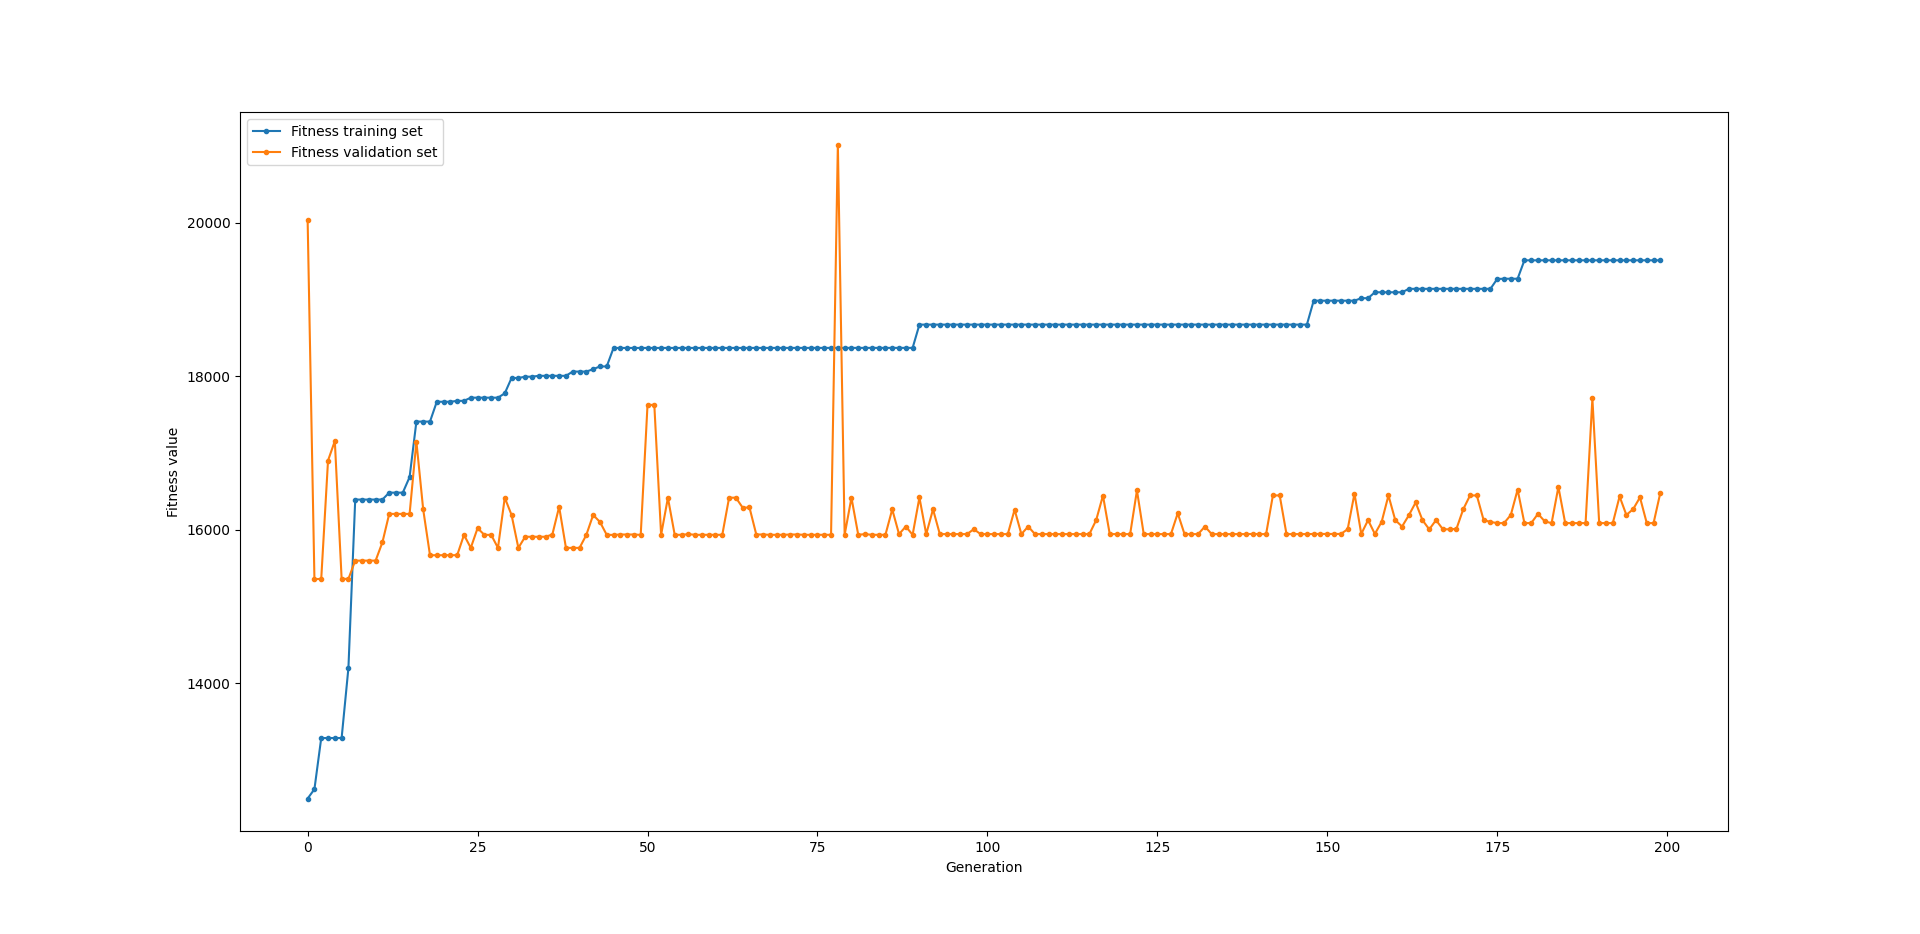 Fitness training set
Fitness validation set
20000
18000
16000
14000
Fitness value
0 25 50 75 100 125 150 175 200
Generation